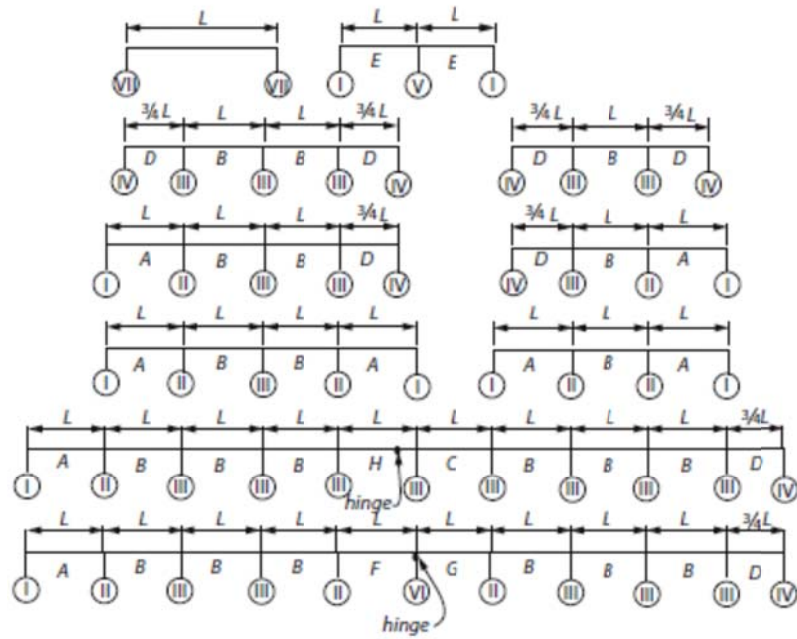 L L L
E E
VII VII I V I
¾L L L ¾L ¾L L ¾L
D B B D D B D
IV III III III IV IV III III IV
L L L ¾L ¾L L L
A B B D D B A
I II III III IV IV III II I
L L L L L L L
A B B A A B A
I II III II I I II II I
L L L L L L L L L ¾L
A B B B H C B B B D
I II III III III III III III III III IV
hinge
L L L L L L L L L ¾L
A B B B F G B B B D
I II III III II VI II III III III IV
hinge